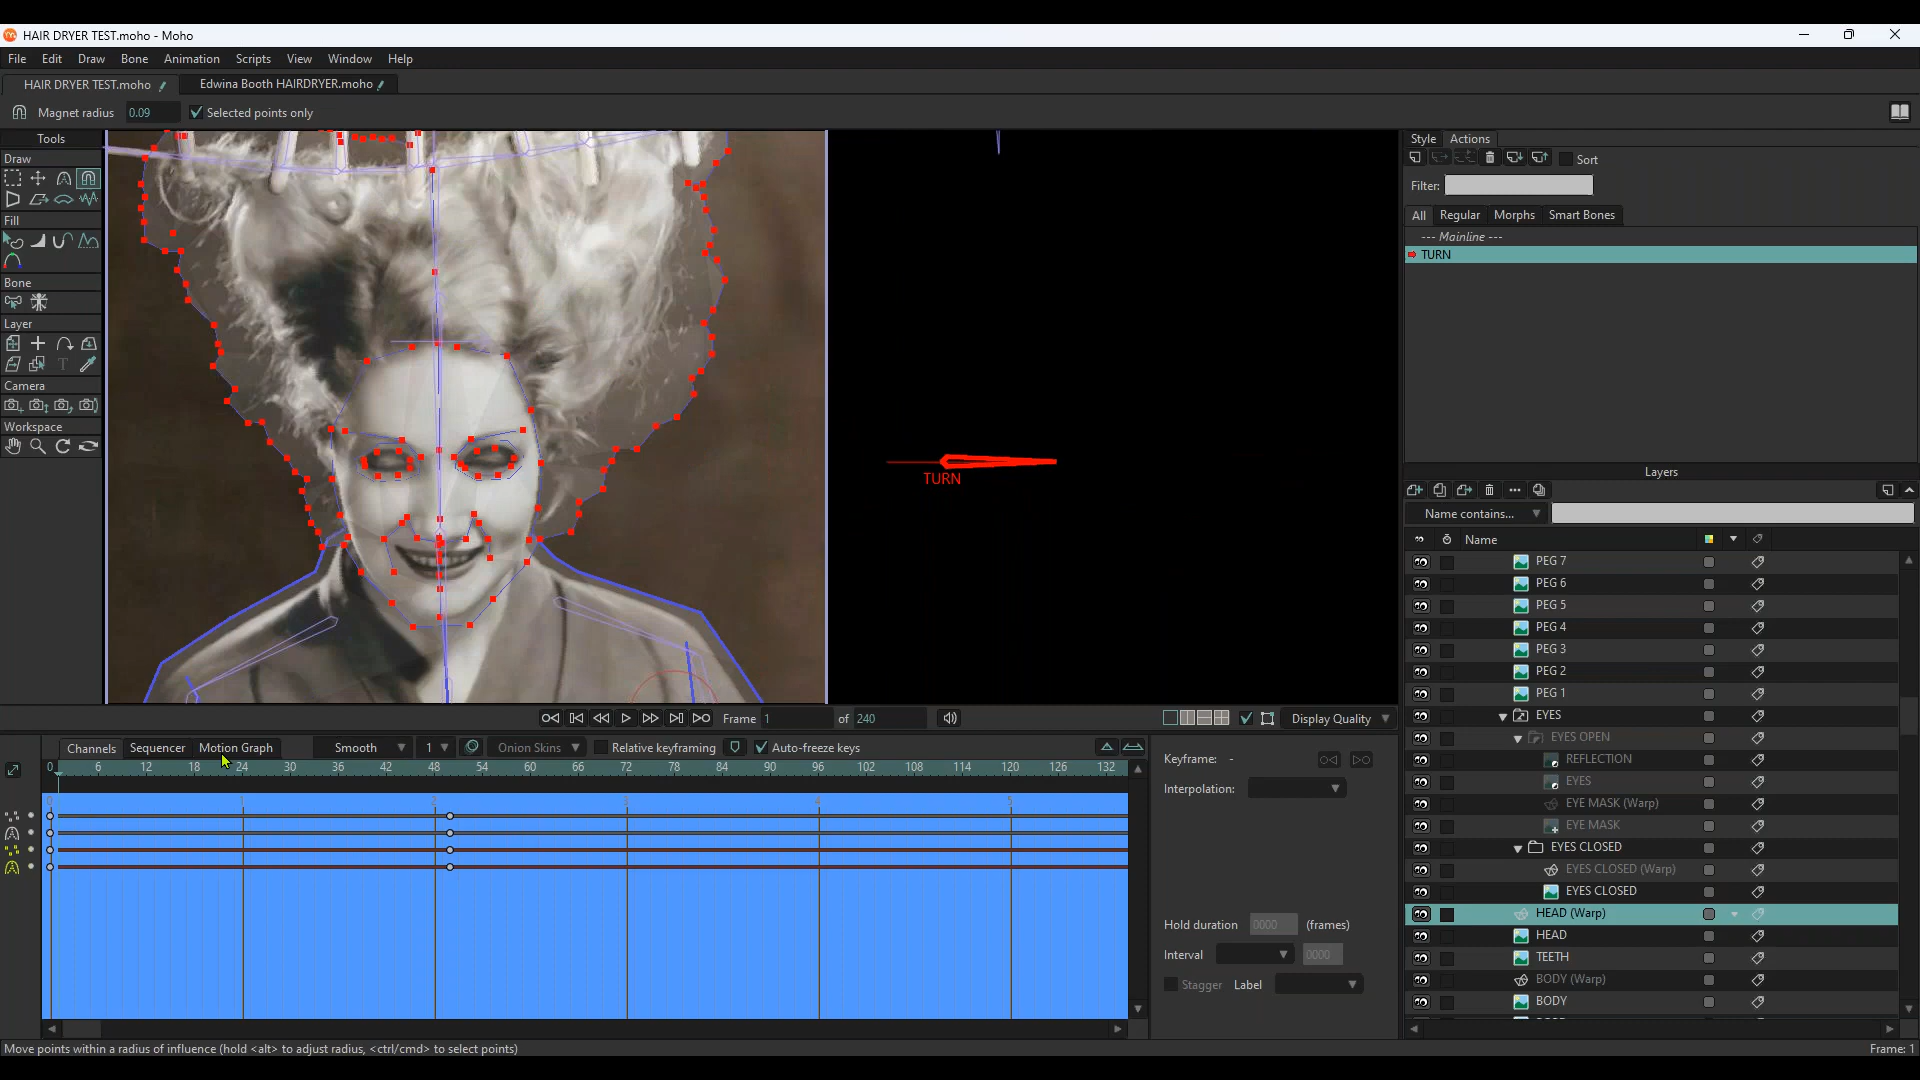 HAIR DRYER TEST.moho - Moho
File Edit Draw Bone Animation Scripts View Window Help
HAIR DRYER TEST.moho Edwina Booth HAIRDRYER.moho
Magnet radius 0.09 Selected points only
Tools
Draw
Fill
Bone
Layer
T
Camera
Workspace
TURN
Style Actions
Sort
Filter:
All Regular Morphs Smart Bones
--- Mainline ---
TURN
Layers
Name contains...
Name
PEG 7
PEG 6
PEG 5
PEG 4
PEG 3
PEG 2
PEG 1
EYES
EYES OPEN
REFLECTION
EYES
EYE MASK (Warp)
EYE MASK
EYES CLOSED
EYES CLOSED (Warp)
EYES CLOSED
HEAD (Warp)
HEAD
TEETH
BODY (Warp)
BODY
Frame 1 of 240 Display Quality
Channels Sequencer Motion Graph Smooth 1 Onion Skins Relative keyframing Auto-freeze keys
0 6 12 18 24 30 36 42 48 54 60 66 72 78 84 90 96 102 108 114 120 126 132
0 1 2 3 4 5
Keyframe: -
Interpolation:
Hold duration 0000 (frames)
Interval 0000
Stagger Label
Move points within a radius of influence (hold <alt> to adjust radius, <ctrl/cmd> to select points) Frame: 1